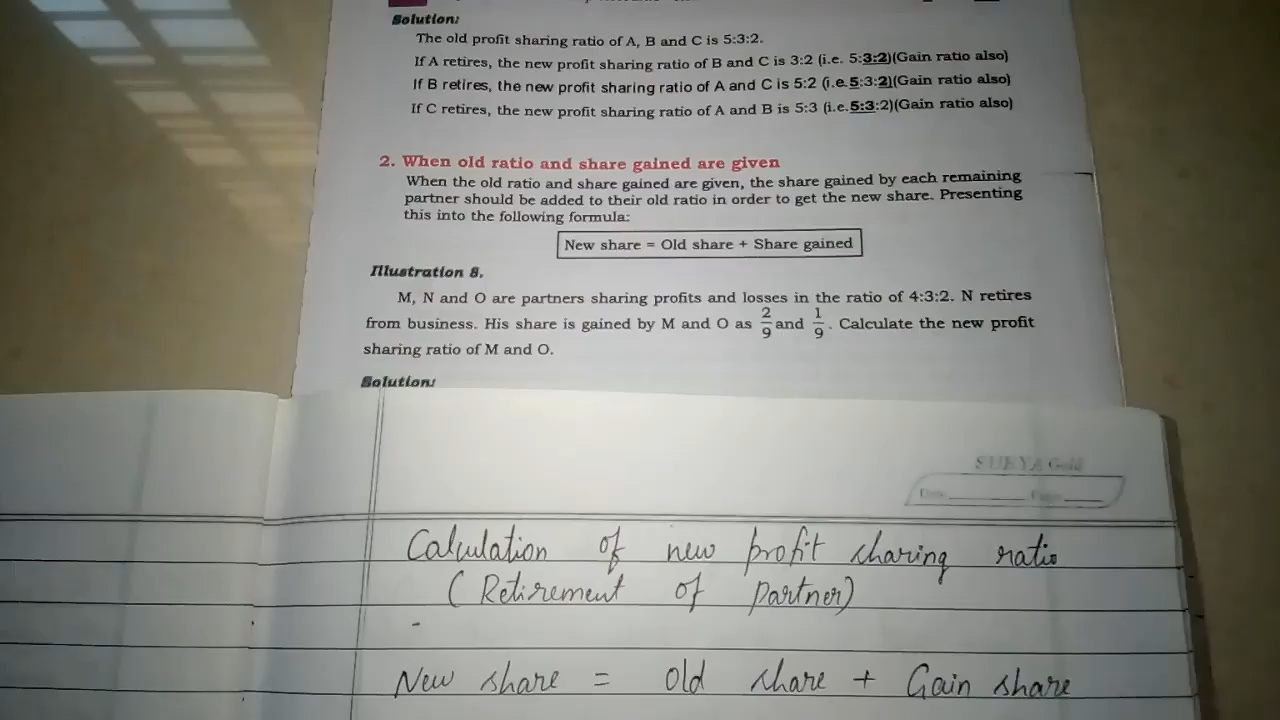 Solution:
The old profit sharing ratio of A, B and C is 5:3:2.
If A retires, the new profit sharing ratio of B and C is 3:2 (i.e. 5:3:2)(Gain ratio also)
If B retires, the new profit sharing ratio of A and C is 5:2 (i.e.5:3:2)(Gain ratio also)
If C retires, the new profit sharing ratio of A and B is 5:3 (i.e.5:3:2)(Gain ratio also)
2. When old ratio and share gained are given
When the old ratio and share gained are given, the share gained by each remaining
partner should be added to their old ratio in order to get the new share. Presenting
this into the following formula:
New share = Old share + Share gained
Illustration 8.
M, N and O are partners sharing profits and losses in the ratio of 4:3:2. N retires
from business. His share is gained by M and O as 2/9 and 1/9. Calculate the new profit
sharing ratio of M and O.
Solution:
SURYA Gold
Date Page
Calculation of new profit sharing ratio
(Retirement of partner)
New share = Old share + Gain share